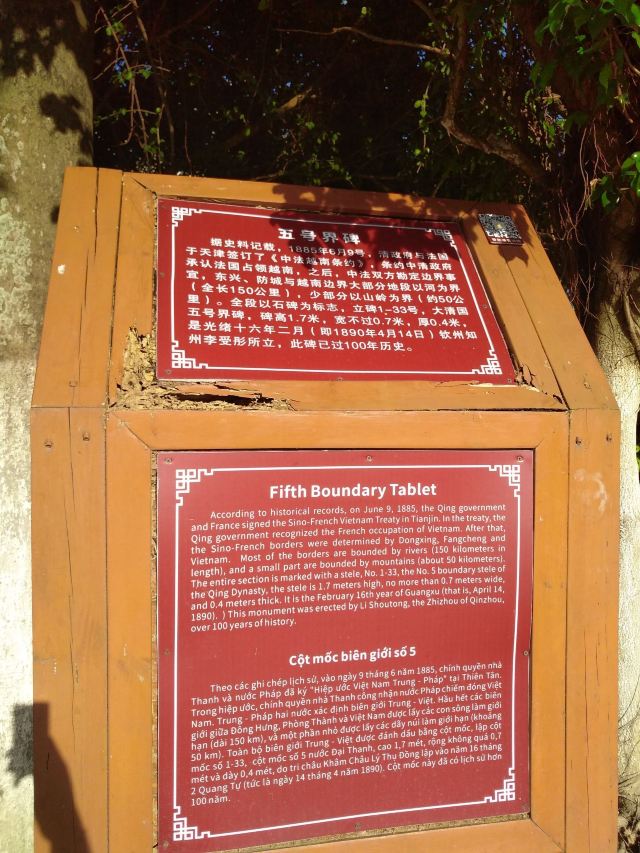 五号界碑
据史料记载，1885年6月9号，清政府与法国
于天津签订了《中法越南条约》，条约中清政府
承认法国占领越南，之后，中法双方勘定边界事
宜，东兴、防城与越南边界大部分地段以河为界
（全长150公里），少部分以山岭为界（约50公
里）。全段以石碑为标志，立碑1-33号，大清国
五号界碑，碑高1.7米，宽不过0.7米，厚0.4米，
是光绪十六年二月（即1890年4月14日）钦州知
州李受彤所立，此碑已过100年历史。
Fifth Boundary Tablet
According to historical records, on June 9, 1885, the Qing government
and France signed the Sino-French Vietnam Treaty in Tianjin. In the treaty, the
Qing government recognized the French occupation of Vietnam. After that,
the Sino-French borders were determined by Dongxing, Fangcheng and
Vietnam. Most of the borders are bounded by rivers (150 kilometers in
length), and a small part are bounded by mountains (about 50 kilometers).
The entire section is marked with a stele, No. 1-33, the No. 5 boundary stele of
the Qing Dynasty, the stele is 1.7 meters high, no more than 0.7 meters wide,
and 0.4 meters thick. It is the February 16th year of Guangxu (that is, April 14,
1890). ) This monument was erected by Li Shoutong, the Zhizhou of Qinzhou,
over 100 years of history.
Cột mốc biên giới số 5
Theo các ghi chép lịch sử, vào ngày 9 tháng 6 năm 1885, chính quyền nhà
Thanh và nước Pháp đã ký "Hiệp ước Việt Nam Trung - Pháp" tại Thiên Tân.
Trong hiệp ước, chính quyền nhà Thanh công nhận nước Pháp chiếm đóng Việt
Nam. Trung - Pháp hai nước xác định biên giới Trung - Việt. Hầu hết các biên
giới giữa Đông Hưng, Phòng Thành và Việt Nam được lấy các con sông làm giới
hạn (dài 150 km), và một phần nhỏ được lấy các dãy núi làm giới hạn (khoảng
50 km). Toàn bộ biên giới Trung - Việt được đánh dấu bằng cột mốc, lập cột
mốc số 1-33, cột mốc số 5 nước Đại Thanh, cao 1,7 mét, rộng không quá 0,7
mét và dày 0,4 mét, do tri châu Khâm Châu Lý Thụ Đồng lập vào năm 16 tháng
2 Quang Tự (tức là ngày 14 tháng 4 năm 1890). Cột mốc này đã có lịch sử hơn
100 năm.